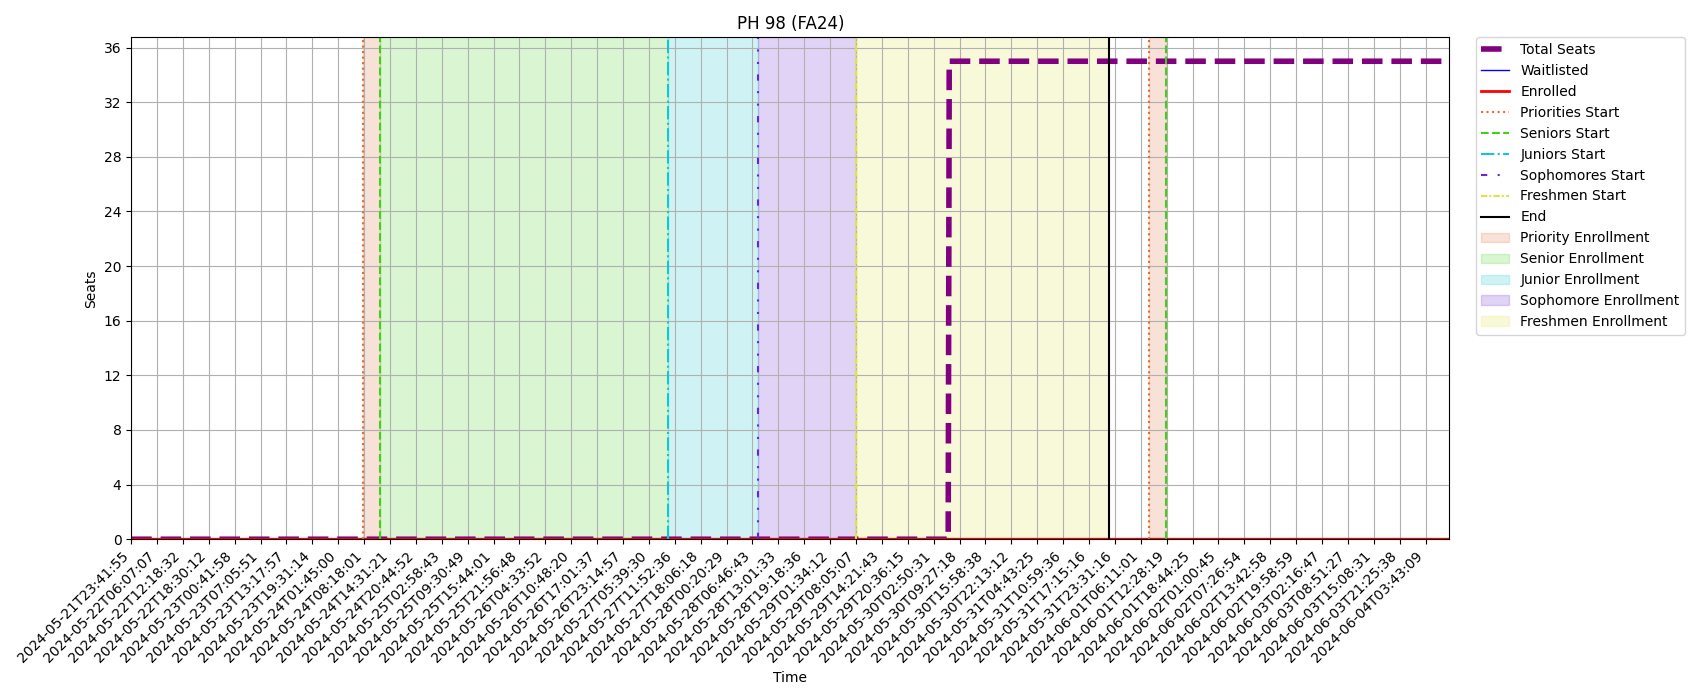 PH 98 (FA24)
Seats
36
32
28
24
20
16
12
8
4
0
2024-05-21T23:41:55
2024-05-22T06:07:07
2024-05-22T12:18:32
2024-05-22T18:30:12
2024-05-23T00:41:58
2024-05-23T07:05:51
2024-05-23T13:17:57
2024-05-23T19:31:14
2024-05-24T01:45:00
2024-05-24T08:18:01
2024-05-24T14:31:21
2024-05-24T20:44:52
2024-05-25T02:58:43
2024-05-25T09:30:49
2024-05-25T15:44:01
2024-05-25T21:56:48
2024-05-26T04:33:52
2024-05-26T10:48:20
2024-05-26T17:01:37
2024-05-26T23:14:57
2024-05-27T05:39:30
2024-05-27T11:52:36
2024-05-27T18:06:18
2024-05-28T00:20:29
2024-05-28T06:46:43
2024-05-28T13:01:33
2024-05-28T19:18:36
2024-05-29T01:34:12
2024-05-29T08:05:07
2024-05-29T14:21:43
2024-05-29T20:36:15
2024-05-30T02:50:31
2024-05-30T09:27:18
2024-05-30T15:58:38
2024-05-30T22:13:12
2024-05-31T04:43:25
2024-05-31T10:59:36
2024-05-31T17:15:16
2024-05-31T23:31:16
2024-06-01T06:11:01
2024-06-01T12:28:19
2024-06-01T18:44:25
2024-06-02T01:00:45
2024-06-02T07:26:54
2024-06-02T13:42:58
2024-06-02T19:58:59
2024-06-03T02:16:47
2024-06-03T08:51:27
2024-06-03T15:08:31
2024-06-03T21:25:38
2024-06-04T03:43:09
Time
Total Seats
Waitlisted
Enrolled
Priorities Start
Seniors Start
Juniors Start
Sophomores Start
Freshmen Start
End
Priority Enrollment
Senior Enrollment
Junior Enrollment
Sophomore Enrollment
Freshmen Enrollment